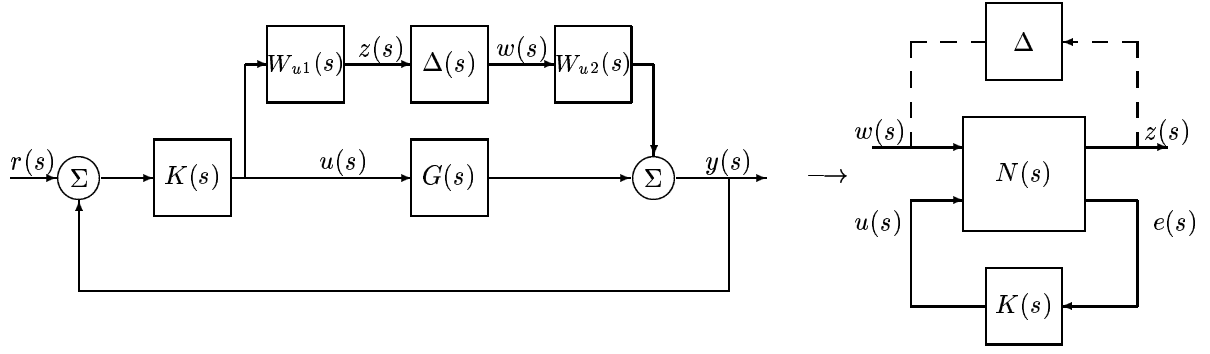 W_{u1}(s) z(s) Δ(s) w(s) W_{u2}(s)
r(s) Σ K(s) u(s) G(s) Σ y(s)
→
Δ
w(s) z(s)
N(s)
u(s) e(s)
K(s)